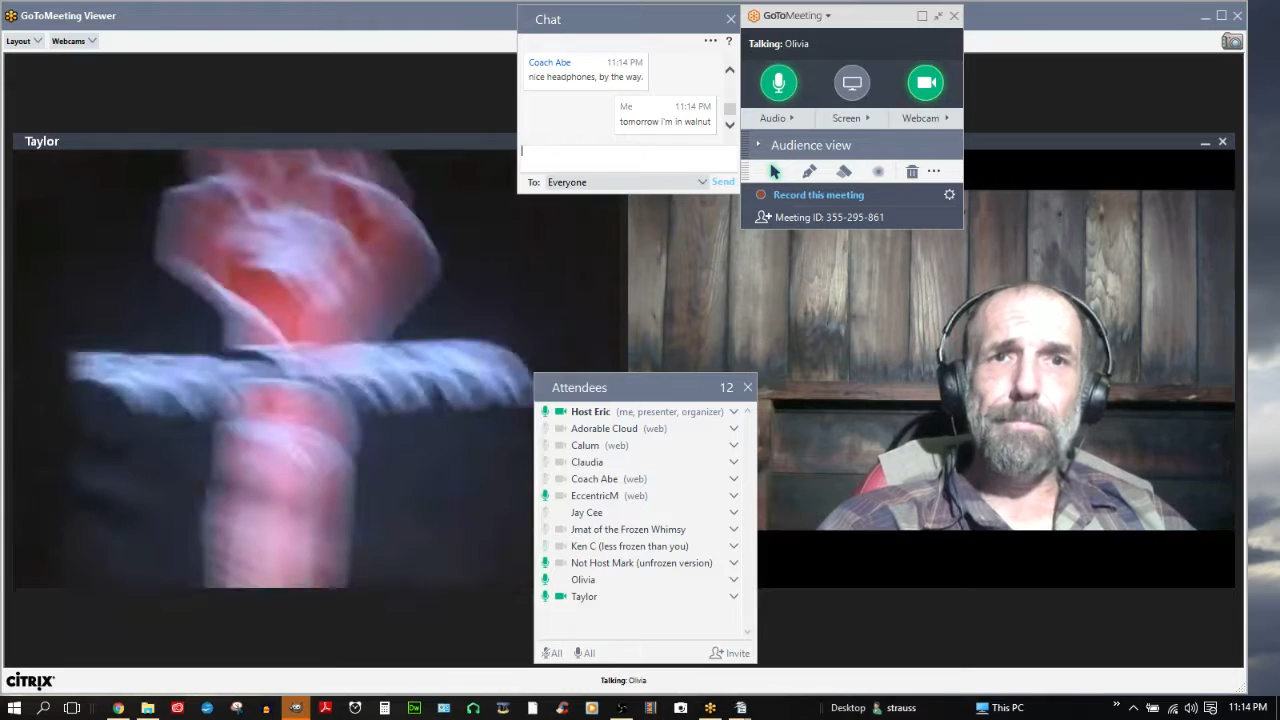 GoToMeeting Viewer
Layout
Webcams
Chat
Coach Abe 11:14 PM
nice headphones, by the way.
Me 11:14 PM
tomorrow i'm in walnut
To: Everyone Send
GoToMeeting
Talking: Olivia
Audio Screen Webcam
Audience view
Record this meeting
Meeting ID: 355-295-861
Taylor
Attendees 12
Host Eric (me, presenter, organizer)
Adorable Cloud (web)
Calum (web)
Claudia
Coach Abe (web)
EccentricM (web)
Jay Cee
Jmat of the Frozen Whimsy
Ken C (less frozen than you)
Not Host Mark (unfrozen version)
Olivia
Taylor
All All Invite
CİTRIX
Talking: Olivia
Dw
Desktop strauss This PC 11:14 PM